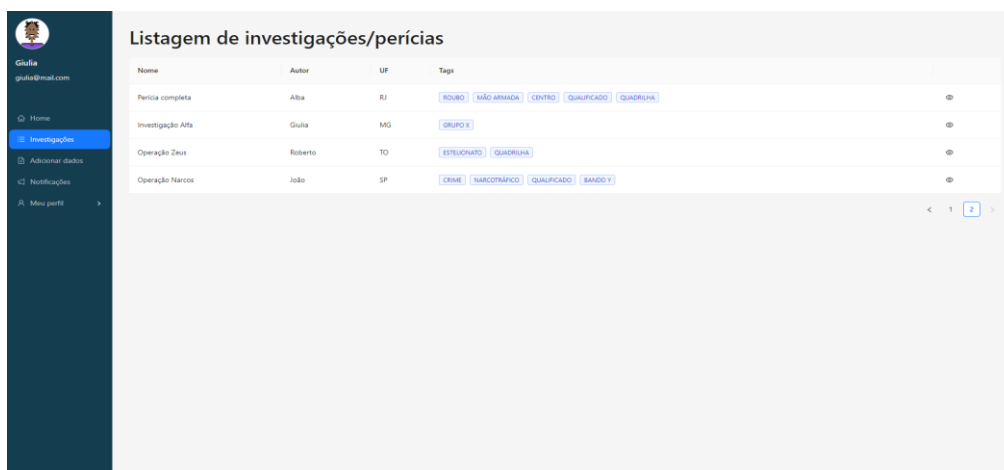 Listagem de investigações/perícias
Giulia
giulia@mail.com
Home
Investigações
Adicionar dados
Notificações
Meu perfil
Nome Autor UF Tags
Perícia completa Alba RJ ROUBO MÃO ARMADA CENTRO QUALIFICADO QUADRILHA
Investigação Alfa Giulia MG GRUPO X
Operação Zeus Roberto TO ESTELIONATO QUADRILHA
Operação Narcos João SP CRIME NARCOTRÁFICO QUALIFICADO BANDO Y
< 1 2 >